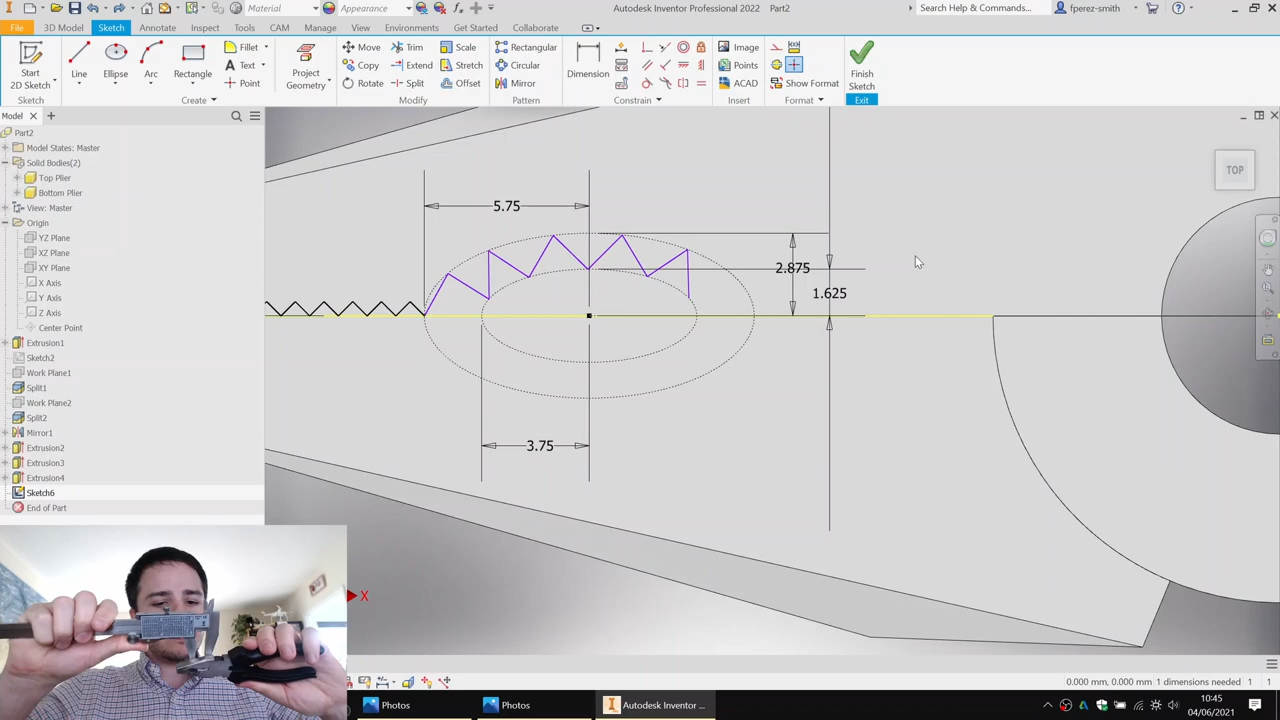 Material
Appearance
Autodesk Inventor Professional 2022 Part2
Search Help & Commands...
fperez-smith
File
3D Model
Sketch
Annotate
Inspect
Tools
CAM
Manage
View
Environments
Get Started
Collaborate
Start
2D Sketch
Line
Ellipse
Arc
Rectangle
Fillet
Text
Point
Project
Geometry
Move
Copy
Rotate
Trim
Extend
Split
Scale
Stretch
Offset
Rectangular
Circular
Mirror
Dimension
Image
Points
ACAD
Show Format
Finish
Sketch
Sketch
Create
Modify
Pattern
Constrain
Insert
Format
Exit
Model
Part2
Model States: Master
Solid Bodies(2)
Top Plier
Bottom Plier
View: Master
Origin
YZ Plane
XZ Plane
XY Plane
X Axis
Y Axis
Z Axis
Center Point
Extrusion1
Sketch2
Work Plane1
Split1
Work Plane2
Split2
Mirror1
Extrusion2
Extrusion3
Extrusion4
Sketch6
End of Part
5.75
2.875
1.625
3.75
TOP
X
0.000 mm, 0.000 mm 1 dimensions needed 1 1
Photos
Photos
Autodesk Inventor ...
10:45
04/06/2021